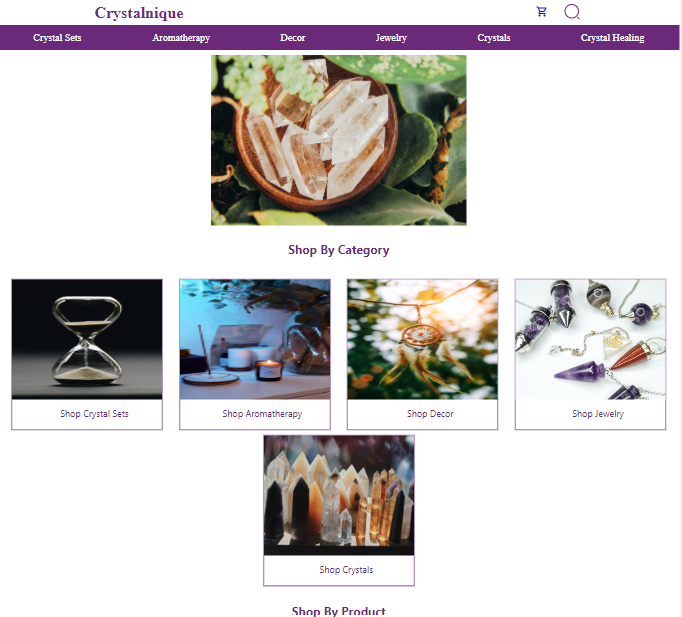 Crystalnique
Crystal Sets Aromatherapy Decor Jewelry Crystals Crystal Healing
Shop By Category
Shop Crystal Sets Shop Aromatherapy Shop Decor Shop Jewelry
Shop Crystals
Shop By Product